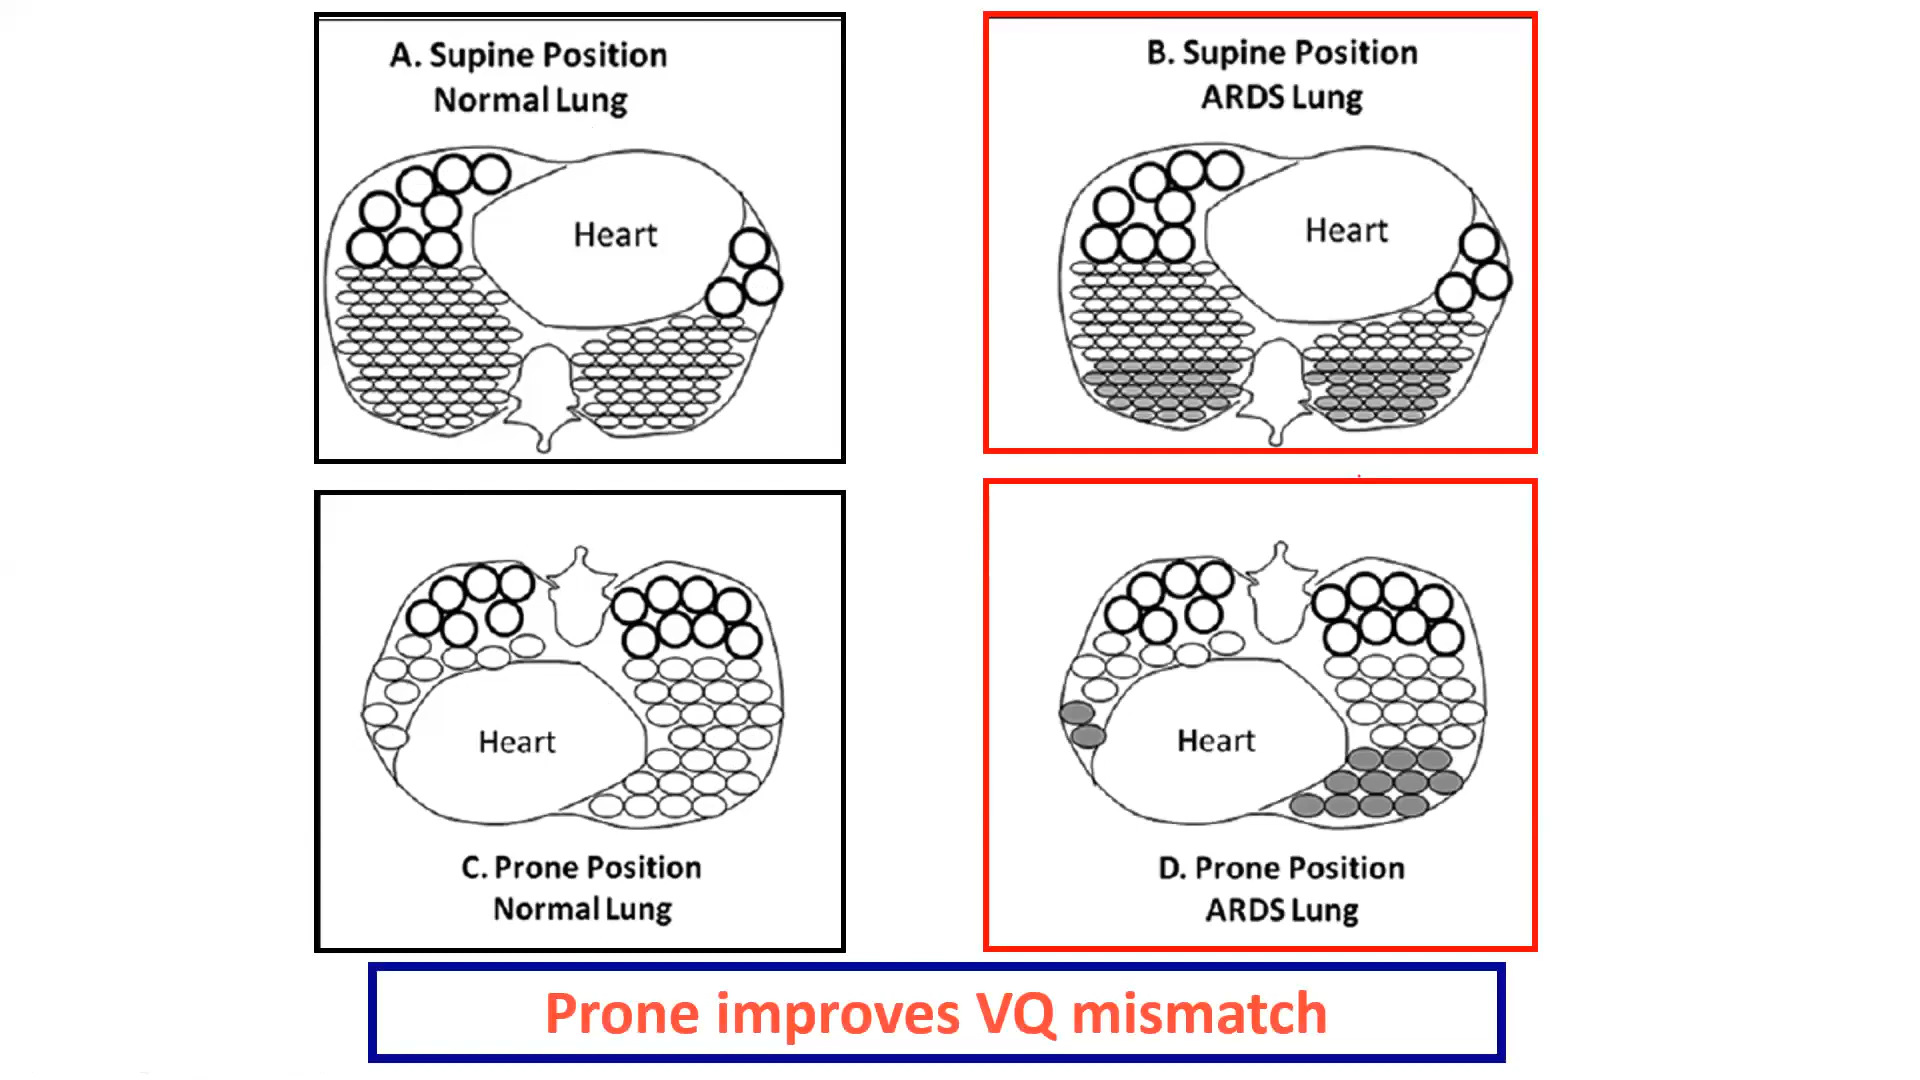 A. Supine Position
Normal Lung
Heart
B. Supine Position
ARDS Lung
Heart
Heart
C. Prone Position
Normal Lung
Heart
D. Prone Position
ARDS Lung
Prone improves VQ mismatch